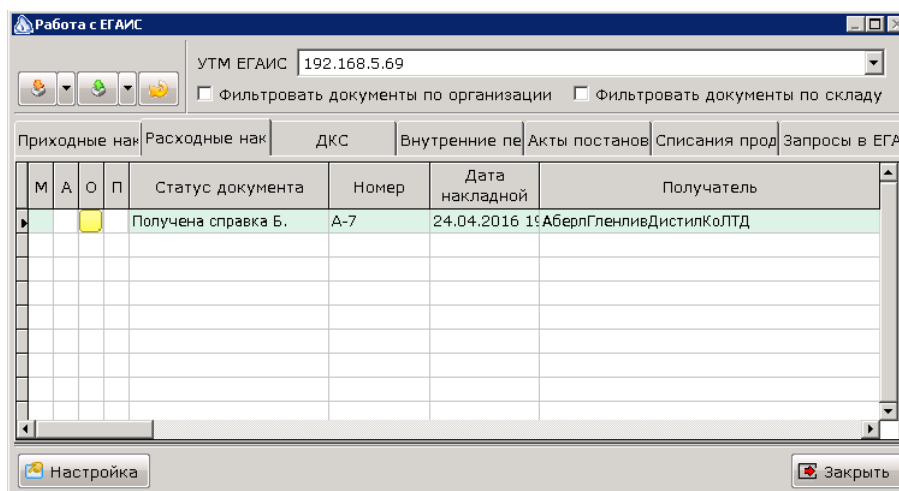 Работа с ЕГАИС
УТМ ЕГАИС 192.168.5.69
Фильтровать документы по организации Фильтровать документы по складу
Приходные нак Расходные нак ДКС Внутренние пе Акты постанов Списания прод Запросы в ЕГА
М А О П Статус документа Номер Дата накладной Получатель
Получена справка Б. А-7 24.04.2016 19 АберлГленливДистилКоЛТД
Настройка Закрыть